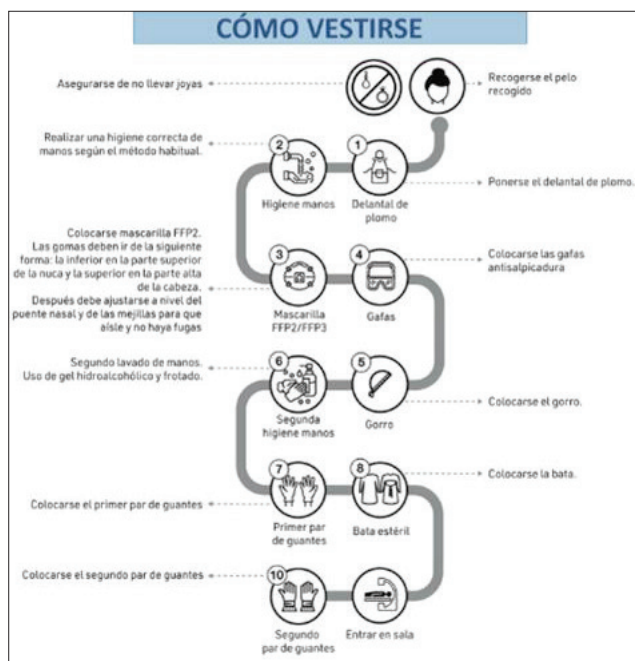 CÓMO VESTIRSE
Asegurarse de no llevar joyas
Recogerse el pelo
recogido
Realizar una higiene correcta de
manos según el método habitual.
2
Higiene manos
1
Delantal de
plomo
Ponerse el delantal de plomo.
Colocarse mascarilla FFP2.
Las gomas deben ir de la siguiente
forma: la inferior en la parte superior
de la nuca y la superior en la parte alta
de la cabeza.
Después debe ajustarse a nivel del
puente nasal y de las mejillas para que
aísle y no haya fugas
3
Mascarilla
FFP2/FFP3
4
Gafas
Colocarse las gafas
antisalpicadura
Segundo lavado de manos.
Uso de gel hidroalcohólico y frotado.
6
Segunda
higiene manos
5
Gorro
Colocarse el gorro.
Colocarse el primer par de guantes
7
Primer par
de guantes
8
Bata estéril
Colocarse la bata.
Colocarse el segundo par de guantes
10
Segundo
par de guantes
Entrar en sala